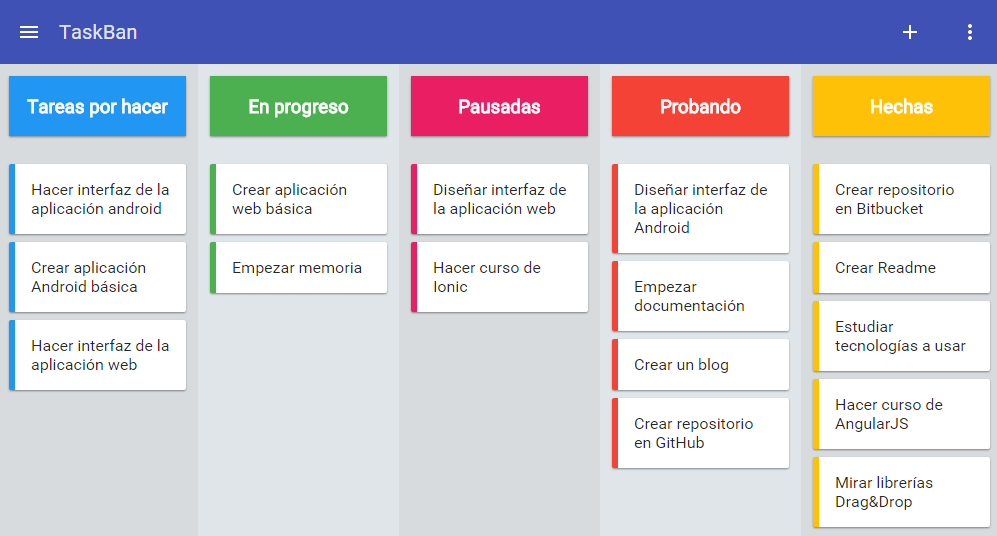 TaskBan
Tareas por hacer
Hacer interfaz de la
aplicación android
Crear aplicación
Android básica
Hacer interfaz de la
aplicación web
En progreso
Crear aplicación
web básica
Empezar memoria
Pausadas
Diseñar interfaz de
la aplicación web
Hacer curso de
Ionic
Probando
Diseñar interfaz de
la aplicación
Android
Empezar
documentación
Crear un blog
Crear repositorio
en GitHub
Hechas
Crear repositorio
en Bitbucket
Crear Readme
Estudiar
tecnologías a usar
Hacer curso de
AngularJS
Mirar librerías
Drag&Drop